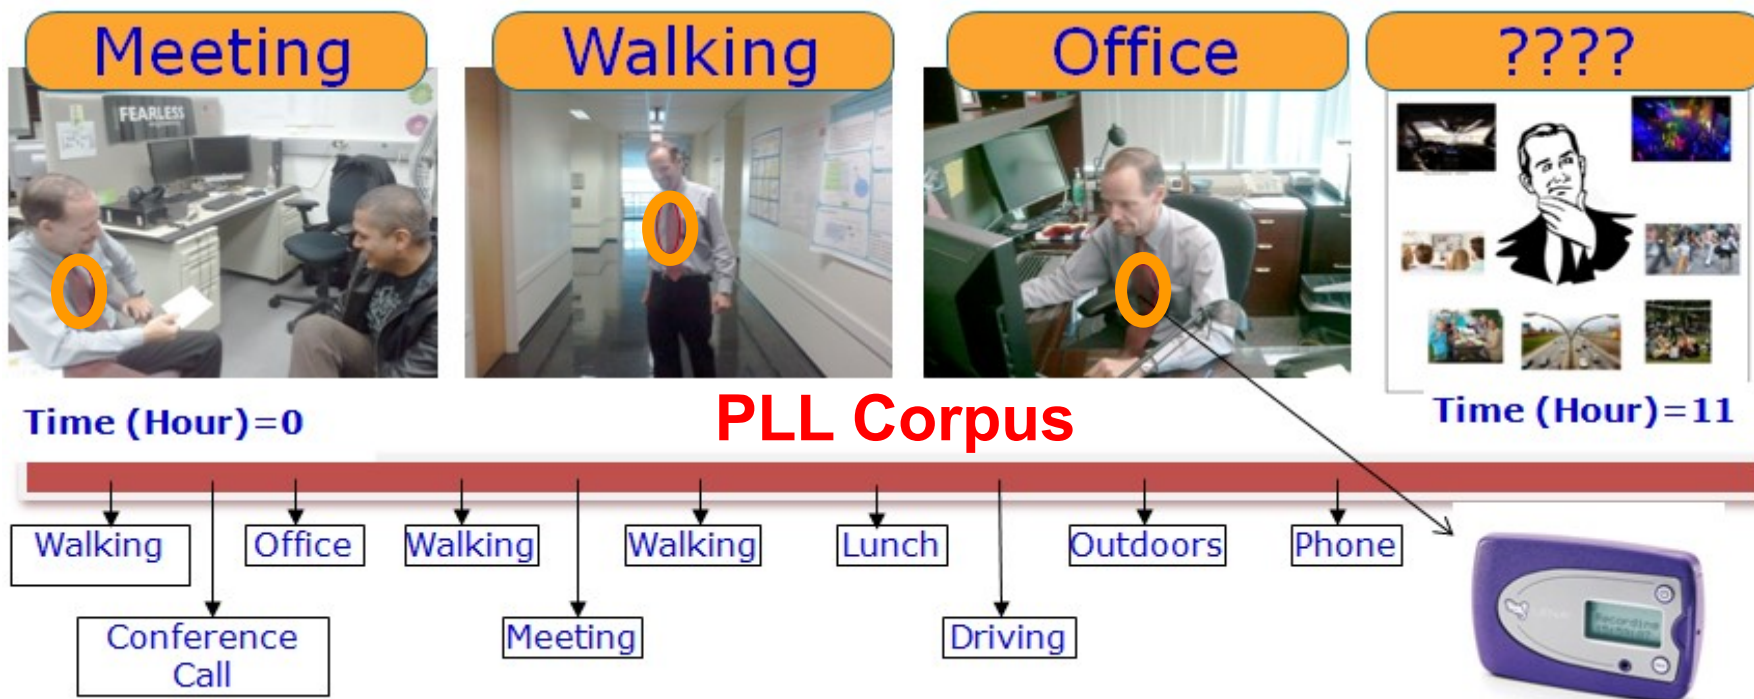 Meeting
Walking
Office
????
FEARLESS
Time (Hour)=0
PLL Corpus
Time (Hour)=11
Walking
Office
Walking
Walking
Lunch
Outdoors
Phone
Conference
Call
Meeting
Driving
Recording